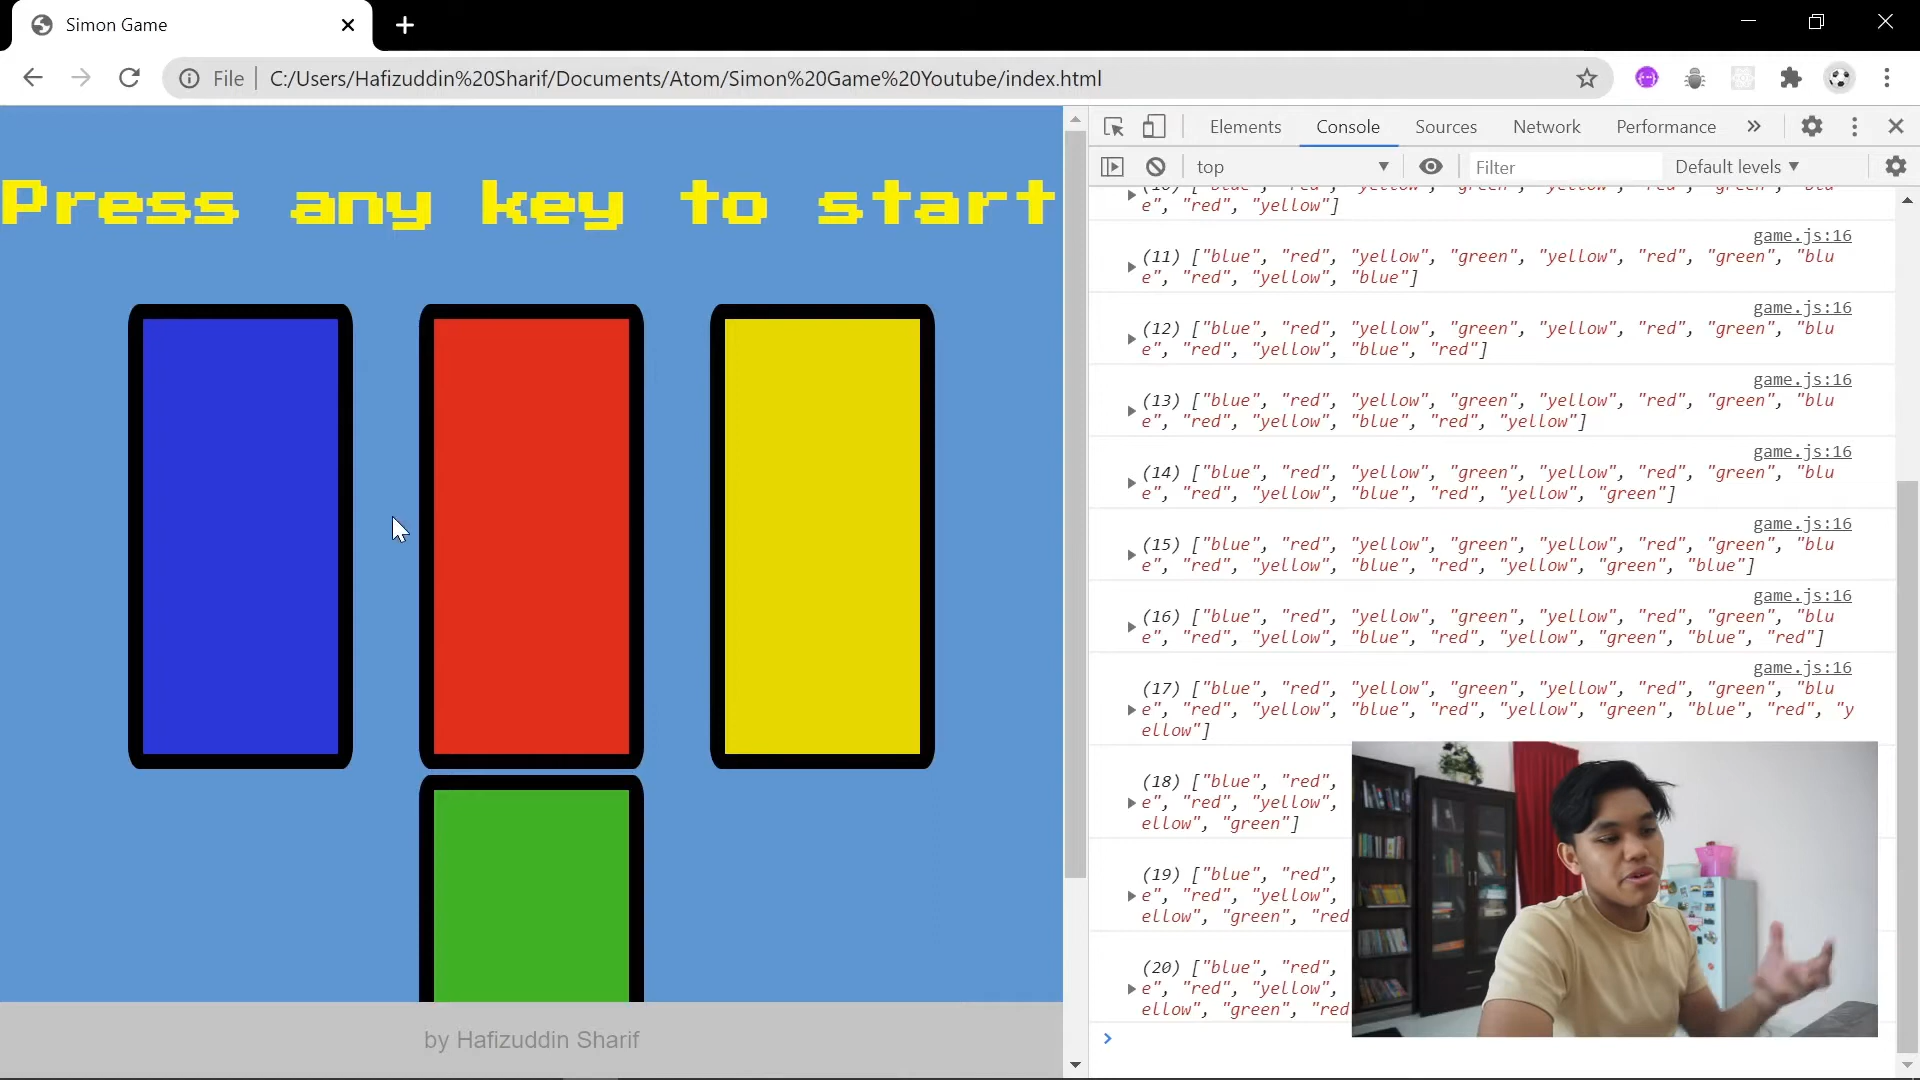 Simon Game
File
C:/Users/Hafizuddin%20Sharif/Documents/Atom/Simon%20Game%20Youtube/index.html
Press any key to start
by Hafizuddin Sharif
Elements Console Sources Network Performance »
top Filter Default levels
e", "red", "yellow"]
game.js:16
(11) ["blue", "red", "yellow", "green", "yellow", "red", "green", "blu
e", "red", "yellow", "blue"]
game.js:16
(12) ["blue", "red", "yellow", "green", "yellow", "red", "green", "blu
e", "red", "yellow", "blue", "red"]
game.js:16
(13) ["blue", "red", "yellow", "green", "yellow", "red", "green", "blu
e", "red", "yellow", "blue", "red", "yellow"]
game.js:16
(14) ["blue", "red", "yellow", "green", "yellow", "red", "green", "blu
e", "red", "yellow", "blue", "red", "yellow", "green"]
game.js:16
(15) ["blue", "red", "yellow", "green", "yellow", "red", "green", "blu
e", "red", "yellow", "blue", "red", "yellow", "green", "blue"]
game.js:16
(16) ["blue", "red", "yellow", "green", "yellow", "red", "green", "blu
e", "red", "yellow", "blue", "red", "yellow", "green", "blue", "red"]
game.js:16
(17) ["blue", "red", "yellow", "green", "yellow", "red", "green", "blu
e", "red", "yellow", "blue", "red", "yellow", "green", "blue", "red", "y
ellow"]
(18) ["blue", "red",
e", "red", "yellow",
ellow", "green"]
(19) ["blue", "red",
e", "red", "yellow",
ellow", "green", "red
(20) ["blue", "red",
e", "red", "yellow",
ellow", "green", "red